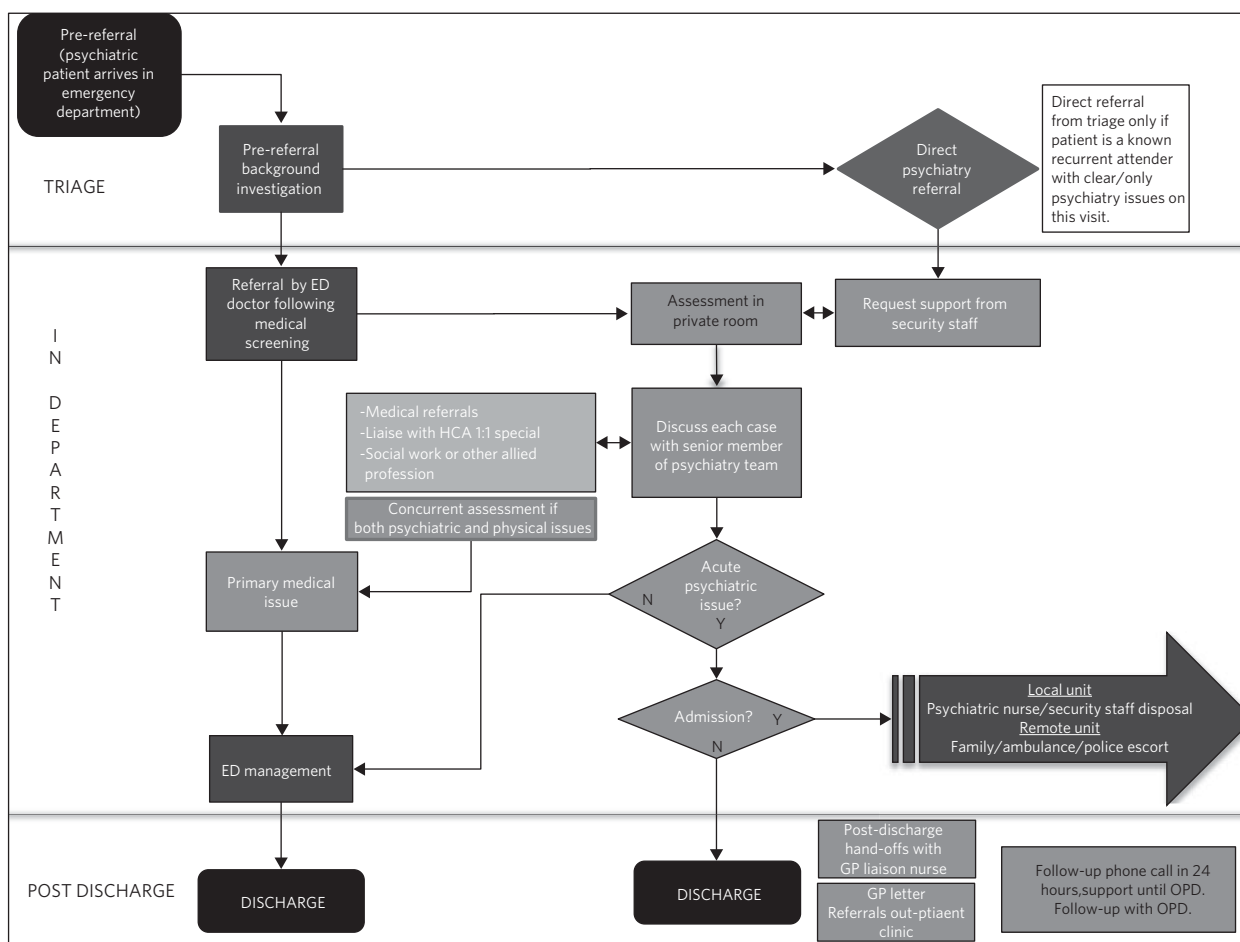 Pre-referral
(psychiatric
patient arrives in
emergency
department)
TRIAGE
Pre-referral
background
investigation
Direct
psychiatry
referral
Direct referral
from triage only if
patient is a known
recurrent attender
with clear/only
psychiatry issues on
this visit.
IN DEPARTMENT
Referral by ED
doctor following
medical
screening
Assessment in
private room
Request support from
security staff
-Medical referrals
-Liaise with HCA 1:1 special
-Social work or other allied
profession
Discuss each case
with senior member
of psychiatry team
Concurrent assessment if
both psychiatric and physical issues
Primary medical
issue
Acute
psychiatric
issue?
N
Y
Admission?
Y
N
Local unit
Psychiatric nurse/security staff disposal
Remote unit
Family/ambulance/police escort
ED management
POST DISCHARGE
DISCHARGE
DISCHARGE
Post-discharge
hand-offs with
GP liaison nurse
GP letter
Referrals out-ptiaent
clinic
Follow-up phone call in 24
hours,support until OPD.
Follow-up with OPD.